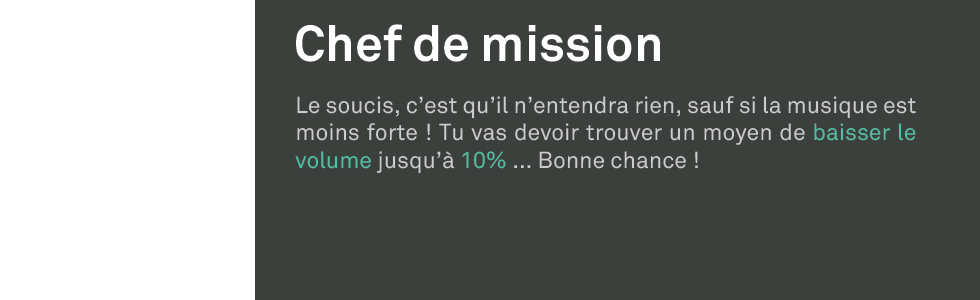 Chef de mission
Le soucis, c’est qu’il n’entendra rien, sauf si la musique est
moins forte ! Tu vas devoir trouver un moyen de baisser le
volume jusqu’à 10% ... Bonne chance !